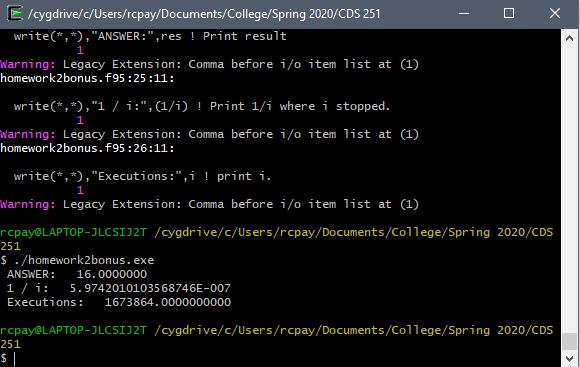 /cygdrive/c/Users/rcpay/Documents/College/Spring 2020/CDS 251
write(*,*),"ANSWER:",res ! Print result
1
Warning: Legacy Extension: Comma before i/o item list at (1)
homework2bonus.f95:25:11:
write(*,*),"1 / i:",(1/i) ! Print 1/i where i stopped.
1
Warning: Legacy Extension: Comma before i/o item list at (1)
homework2bonus.f95:26:11:
write(*,*),"Executions:",i ! print i.
1
Warning: Legacy Extension: Comma before i/o item list at (1)
rcpay@LAPTOP-JLCSIJ2T /cygdrive/c/Users/rcpay/Documents/College/Spring 2020/CDS
251
$ ./homework2bonus.exe
ANSWER:   16.0000000
1 / i:   5.9742010103568746E-007
Executions:   1673864.0000000000
rcpay@LAPTOP-JLCSIJ2T /cygdrive/c/Users/rcpay/Documents/College/Spring 2020/CDS
251
$